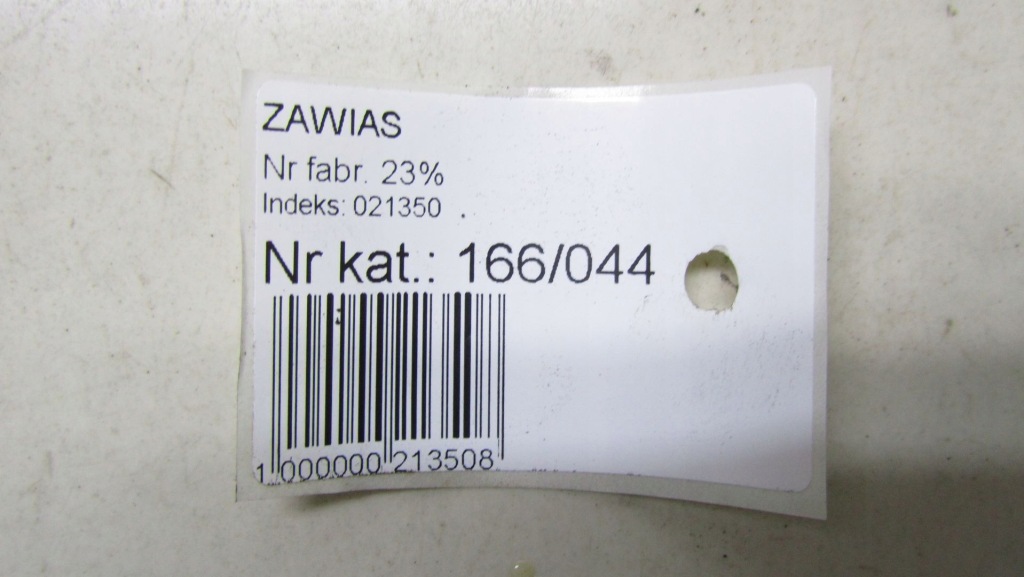 ZAWIAS
Nr fabr. 23%
Indeks: 021350
Nr kat.: 166/044
1 000000 213508